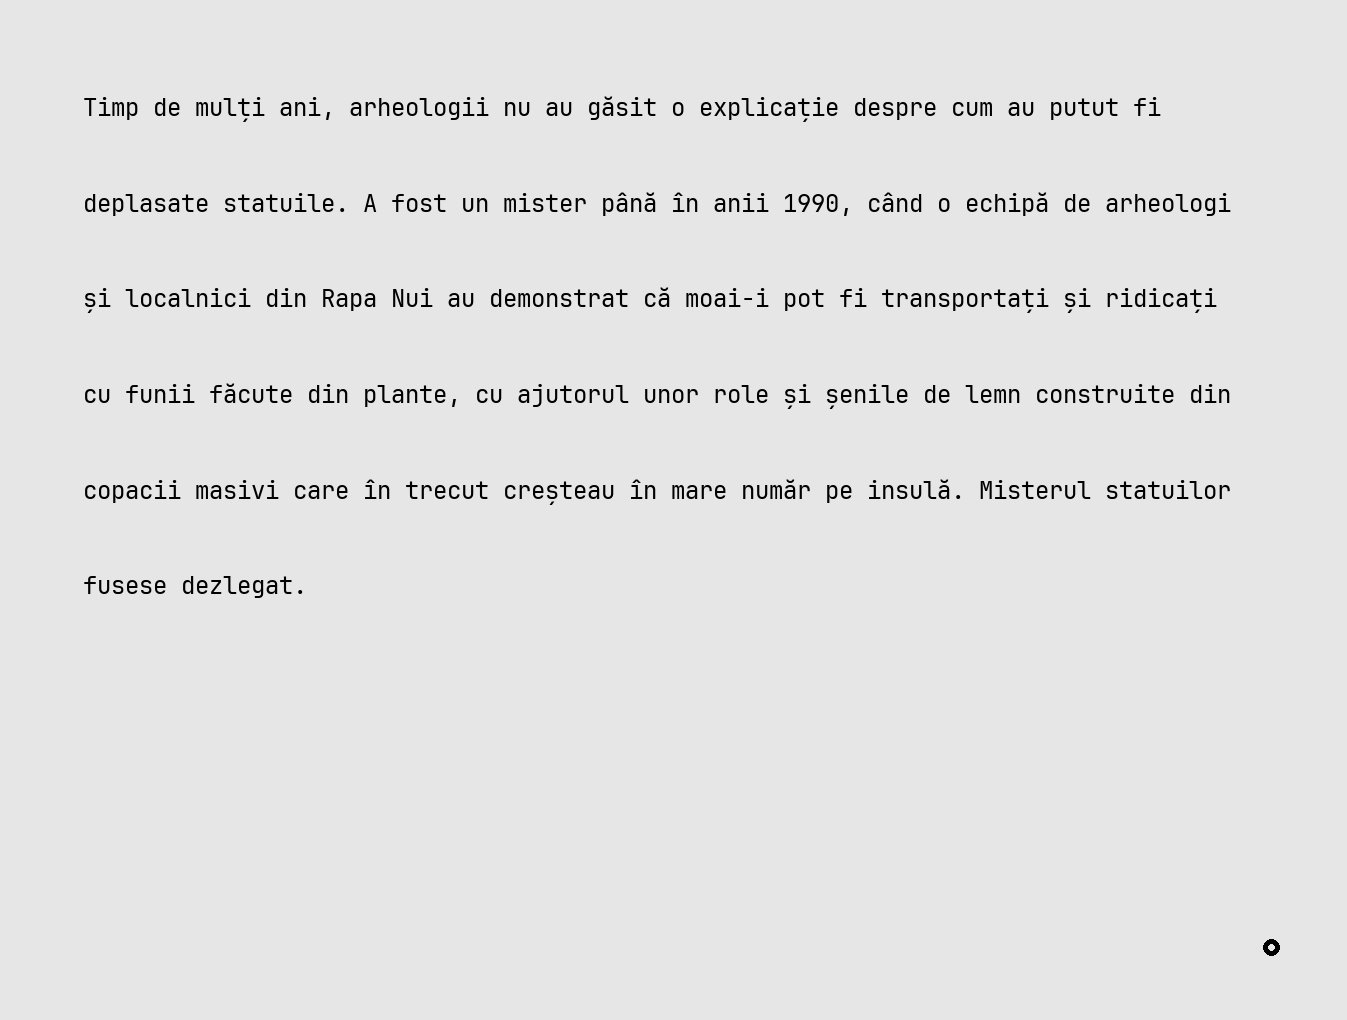 Timp de mulți ani, arheologii nu au găsit o explicație despre cum au putut fi
deplasate statuile. A fost un mister până în anii 1990, când o echipă de arheologi
și localnici din Rapa Nui au demonstrat că moai-i pot fi transportați și ridicați
cu funii făcute din plante, cu ajutorul unor role și șenile de lemn construite din
copacii masivi care în trecut creșteau în mare număr pe insulă. Misterul statuilor
fusese dezlegat.